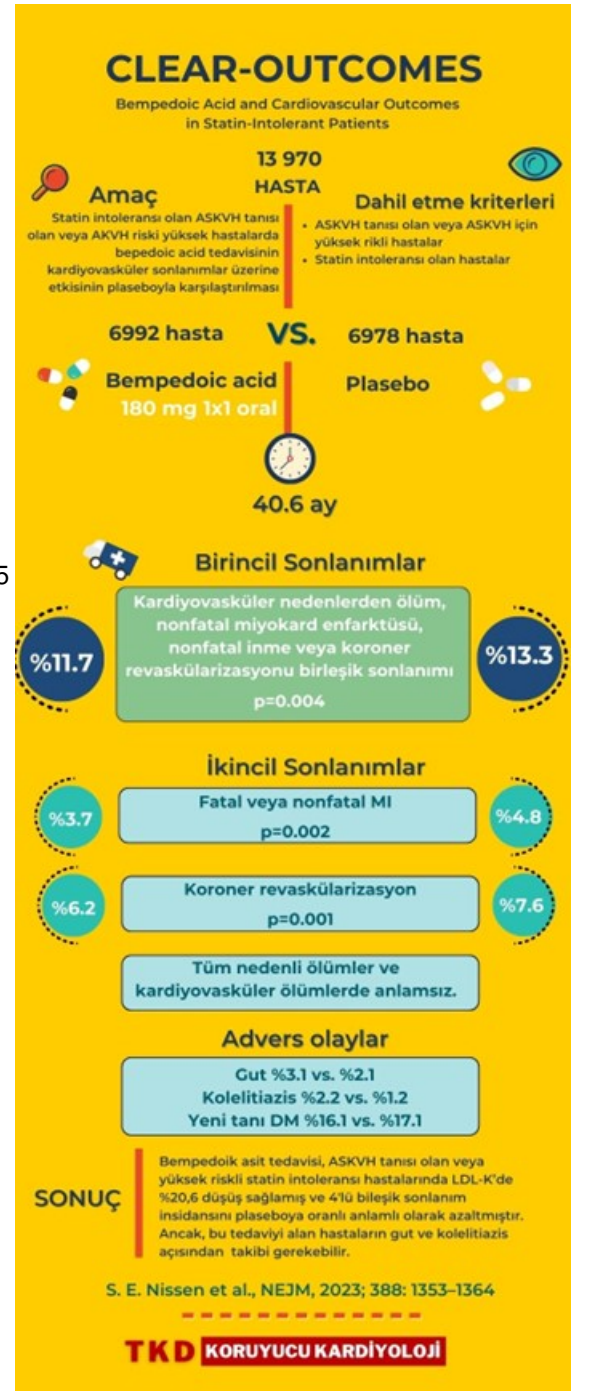 CLEAR-OUTCOMES
Bempedoic Acid and Cardiovascular Outcomes
in Statin-Intolerant Patients
13 970
HASTA
Amaç
Statin intoleransı olan ASKVH tanısı
olan veya AKVH riski yüksek hastalarda
bepedoic acid tedavisinin
kardiyovasküler sonlanımlar üzerine
etkisinin plaseboyla karşılaştırılması
Dahil etme kriterleri
• ASKVH tanısı olan veya ASKVH için
yüksek rikli hastalar
• Statin intoleransı olan hastalar
6992 hasta
VS.
6978 hasta
Bempedoic acid
180 mg 1x1 oral
Plasebo
40.6 ay
5
Birincil Sonlanımlar
%11.7
Kardiyovasküler nedenlerden ölüm,
nonfatal miyokard enfarktüsü,
nonfatal inme veya koroner
revaskülarizasyonu birleşik sonlanımı
p=0.004
%13.3
İkincil Sonlanımlar
%3.7
Fatal veya nonfatal MI
p=0.002
%4.8
%6.2
Koroner revaskülarizasyon
p=0.001
%7.6
Tüm nedenli ölümler ve
kardiyovasküler ölümlerde anlamsız.
Advers olaylar
Gut %3.1 vs. %2.1
Kolelitiazis %2.2 vs. %1.2
Yeni tanı DM %16.1 vs. %17.1
SONUÇ
Bempedoik asit tedavisi, ASKVH tanısı olan veya
yüksek riskli statin intoleransı hastalarında LDL-K'de
%20,6 düşüş sağlamış ve 4'lü bileşik sonlanım
insidansını plaseboya oranlı anlamlı olarak azaltmıştır.
Ancak, bu tedaviyi alan hastaların gut ve kolelitiazis
açısından takibi gerekebilir.
S. E. Nissen et al., NEJM, 2023; 388: 1353–1364
TKD KORUYUCU KARDİYOLOJİ